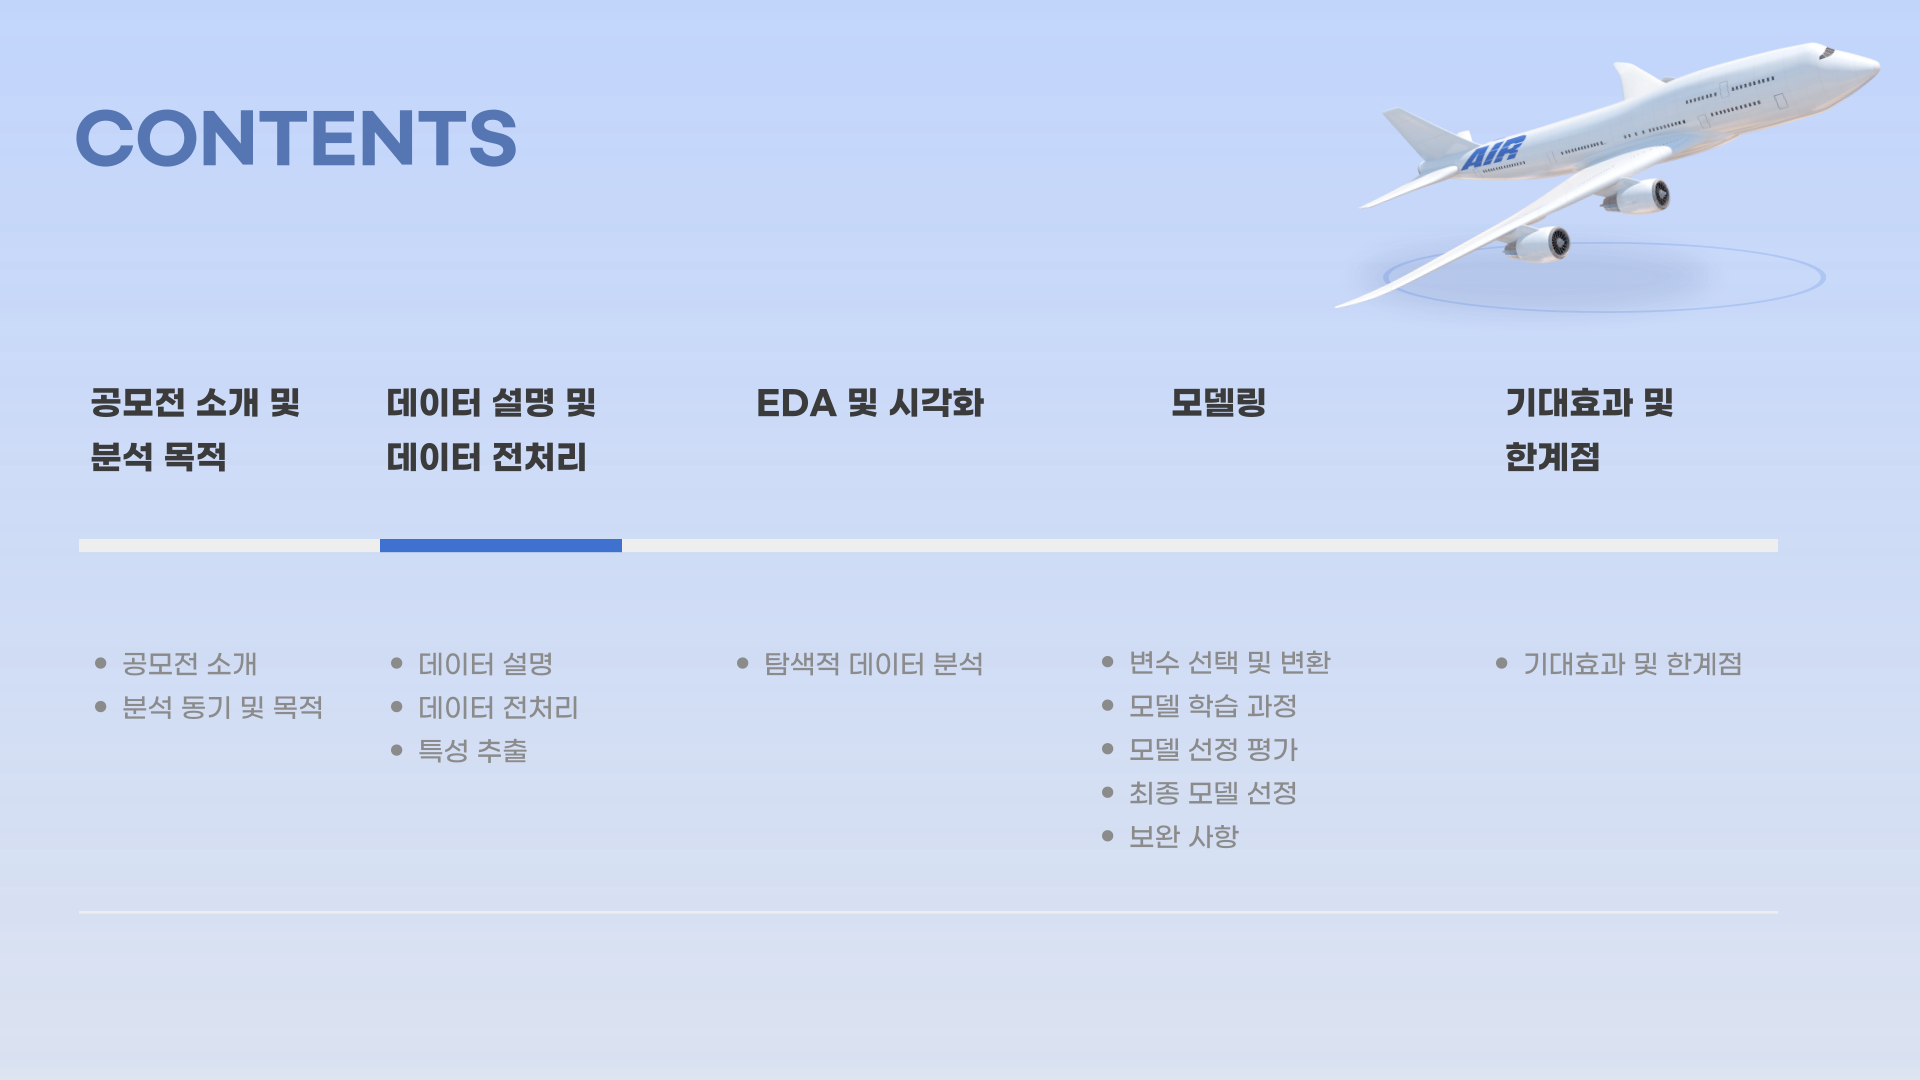 CONTENTS
AIR
공모전 소개 및
분석 목적
데이터 설명 및
데이터 전처리
EDA 및 시각화
모델링
기대효과 및
한계점
공모전 소개
분석 동기 및 목적
데이터 설명
데이터 전처리
특성 추출
탐색적 데이터 분석
변수 선택 및 변환
모델 학습 과정
모델 선정 평가
최종 모델 선정
보완 사항
기대효과 및 한계점